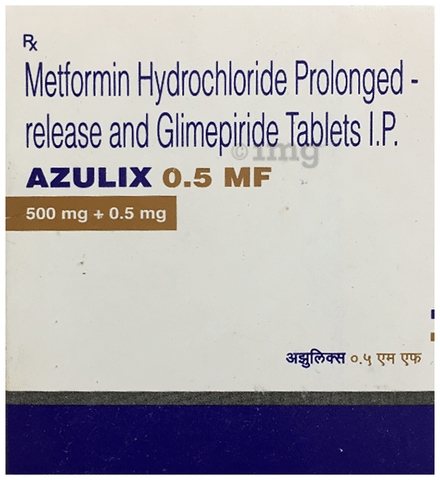 Rx
Metformin Hydrochloride Prolonged -
release and Glimepiride Tablets I.P.
AZULIX 0.5 MF
500 mg + 0.5 mg
© 1mg
अझुलिक्स ०.५ एम एफ